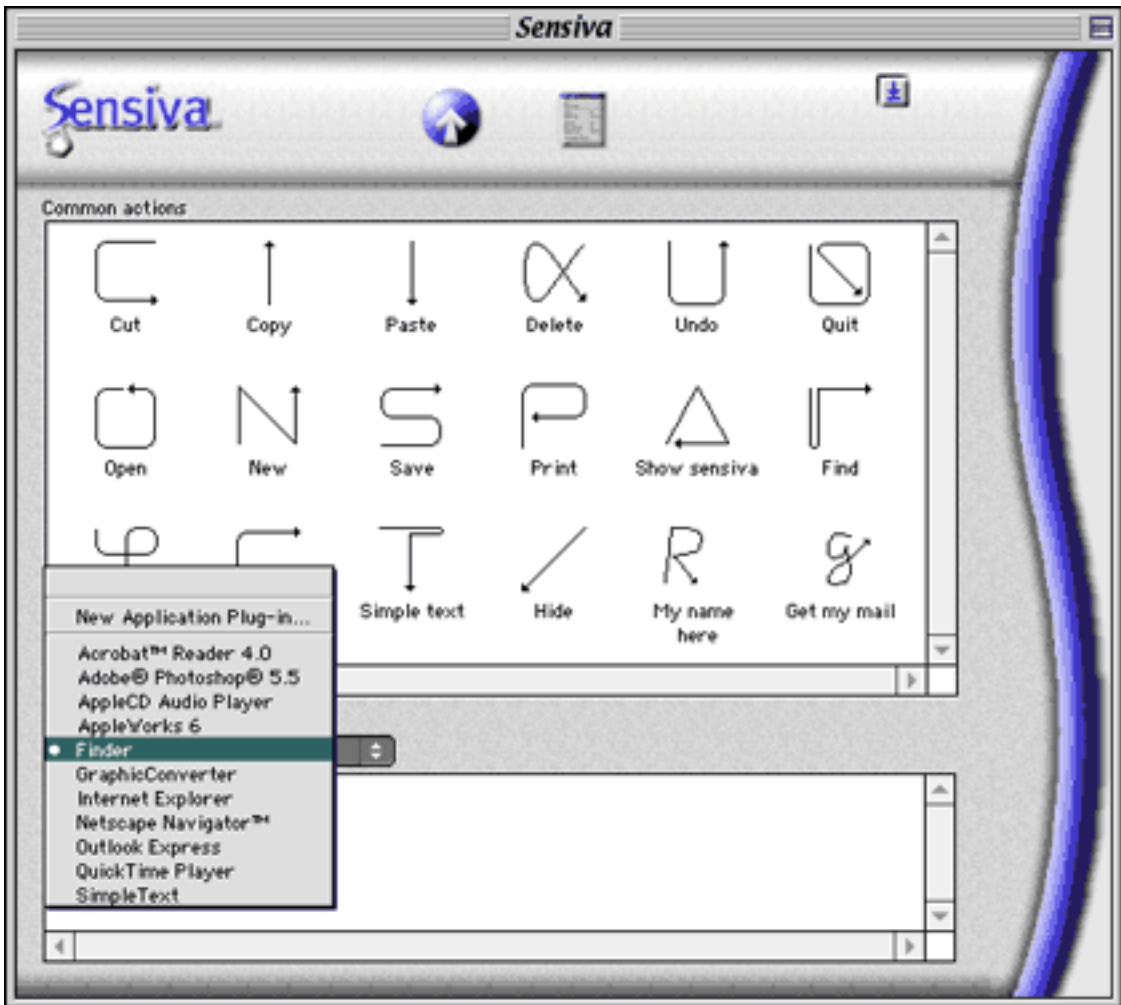 Sensiva
Sensiva
Common actions
Cut Copy Paste Delete Undo Quit
Open New Save Print Show sensiva Find
Simple text Hide My name Get my mail
here
New Application Plug-in...
Acrobat™ Reader 4.0
Adobe® Photoshop® 5.5
AppleCD Audio Player
AppleWorks 6
Finder
GraphicConverter
Internet Explorer
Netscape Navigator™
Outlook Express
QuickTime Player
SimpleText